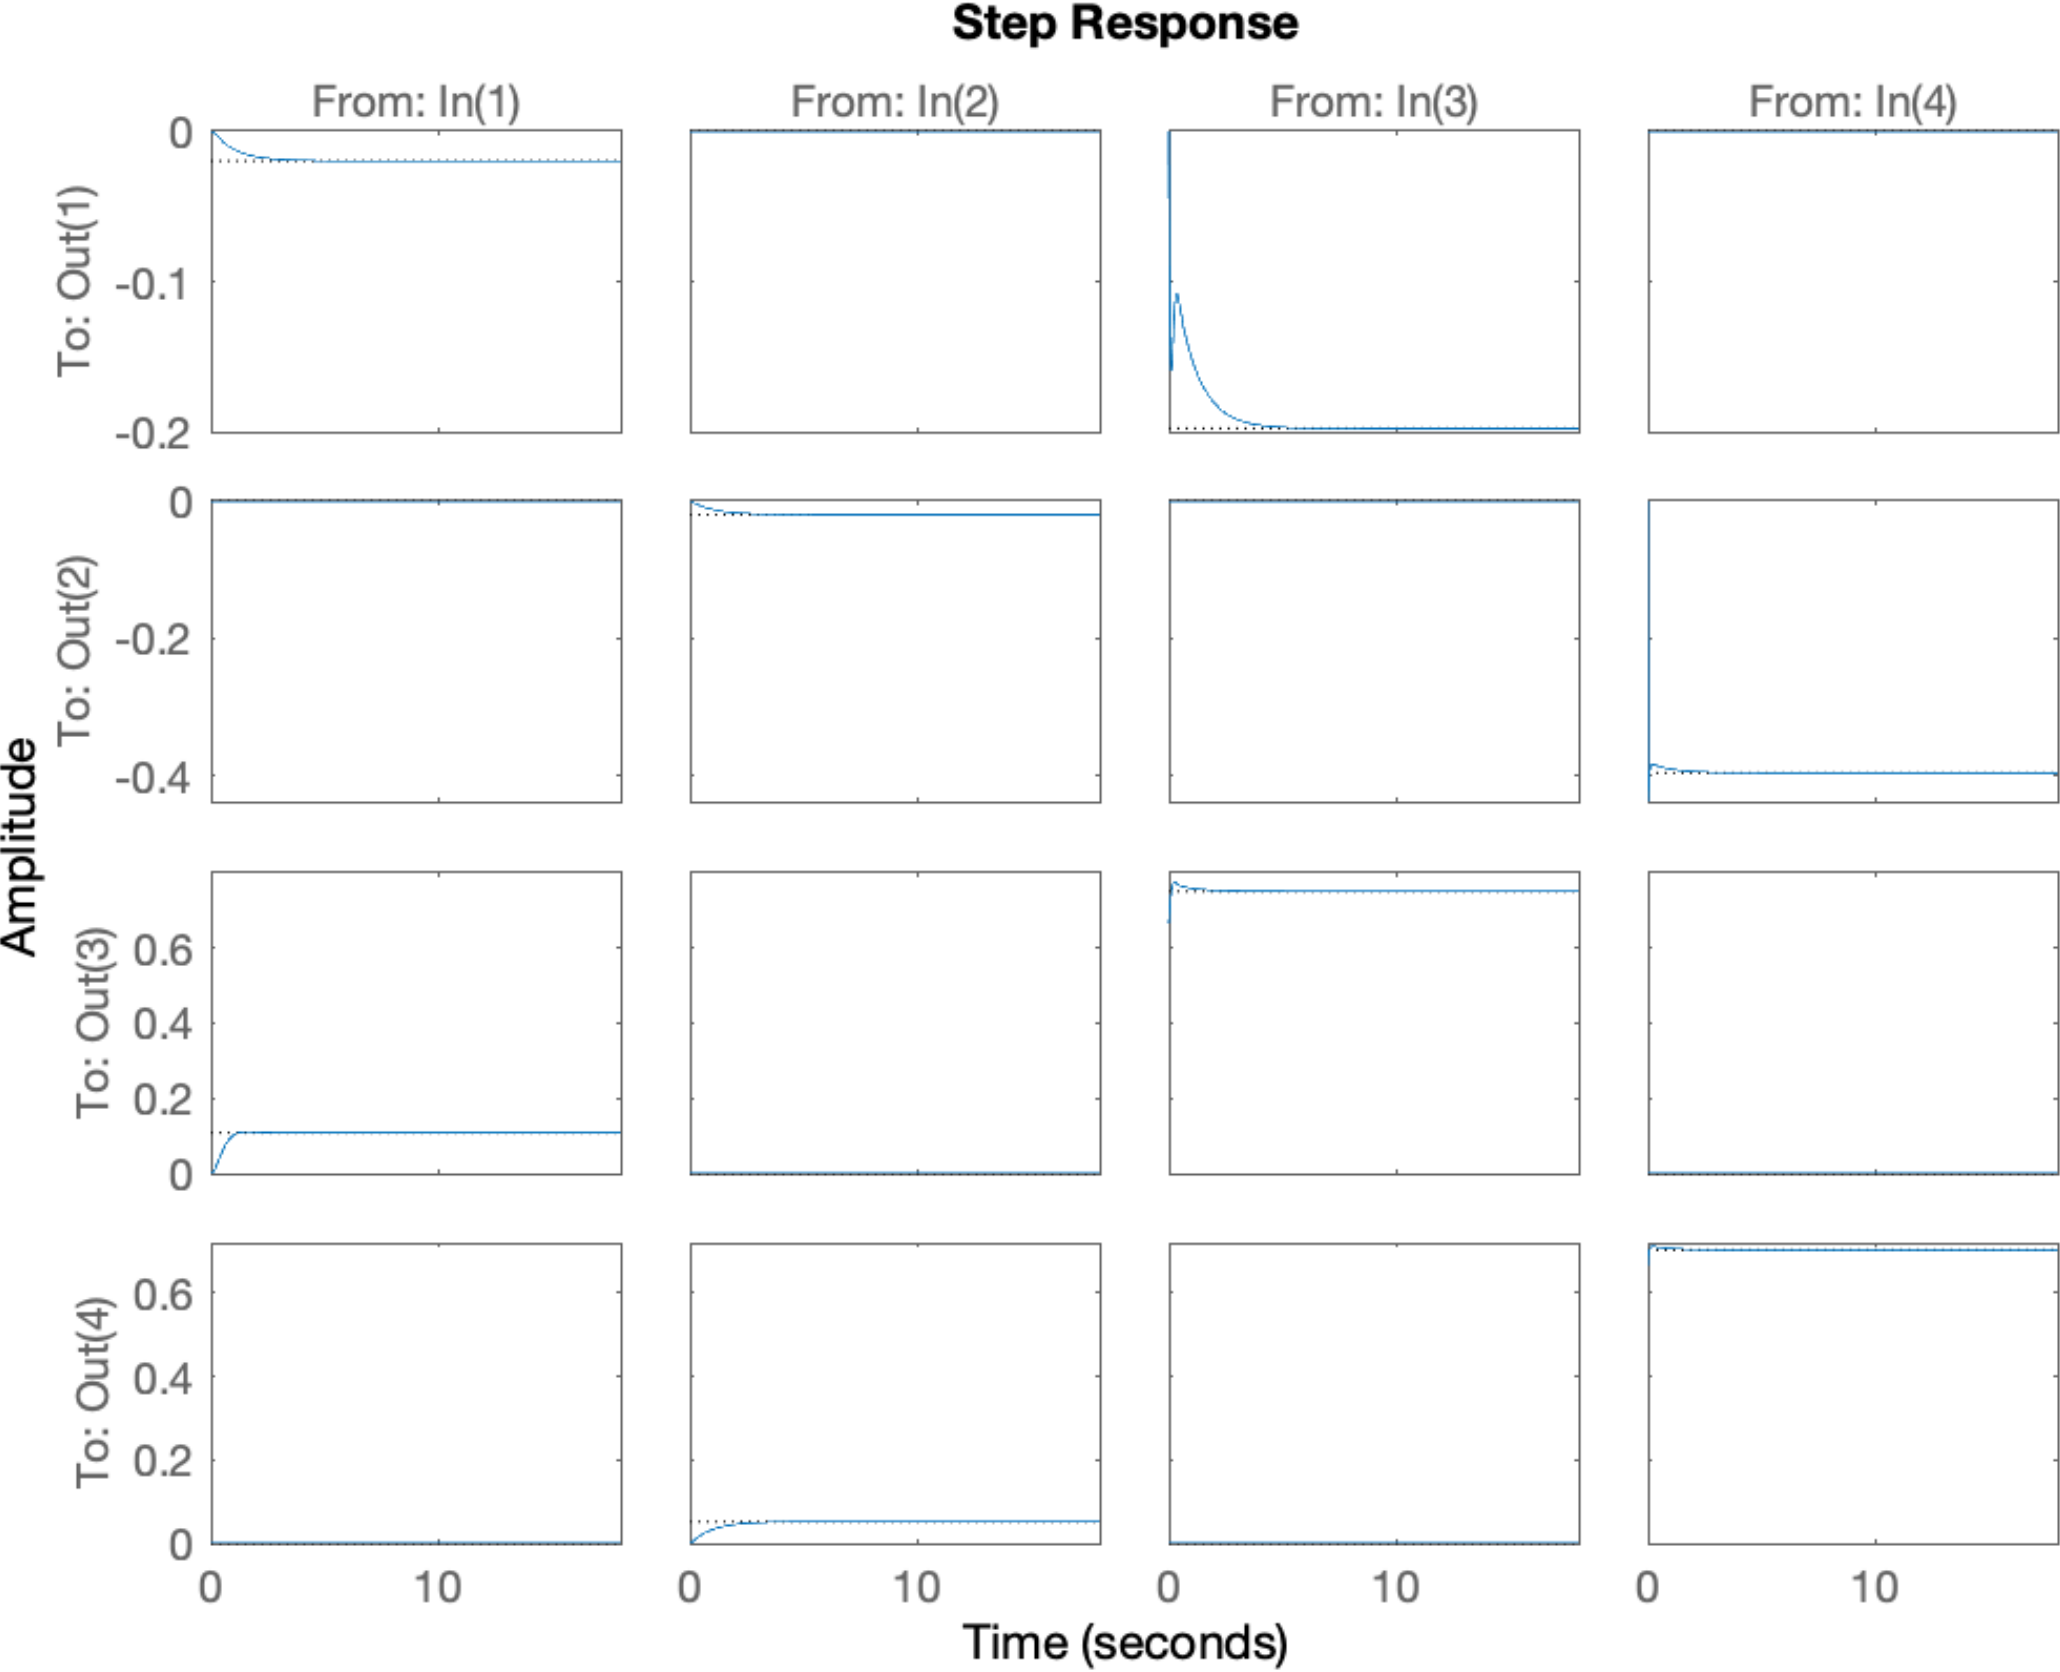 Step Response
From: In(1)
From: In(2)
From: In(3)
From: In(4)
To: Out(1)
0
-0.1
-0.2
To: Out(2)
0
-0.2
-0.4
Amplitude
To: Out(3)
0.6
0.4
0.2
0
To: Out(4)
0.6
0.4
0.2
0
0
10
0
10
0
10
0
10
Time (seconds)